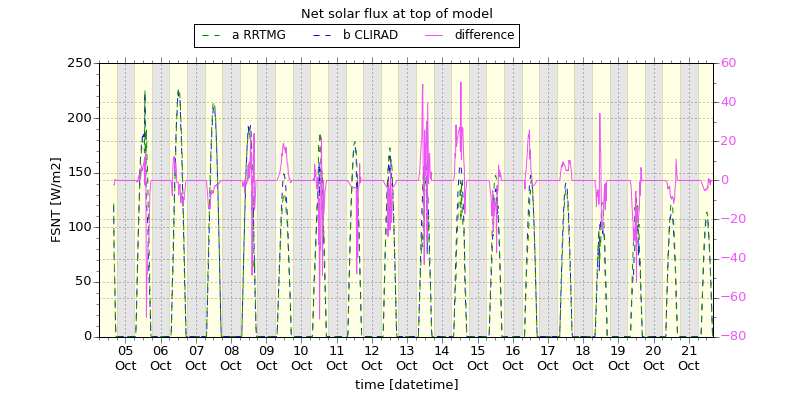 Net solar flux at top of model
a RRTMG b CLIRAD difference
250
200
150
100
50
0
FSNT [W/m2]
60
40
20
0
−20
−40
−60
−80
05 06 07 08 09 10 11 12 13 14 15 16 17 18 19 20 21
Oct Oct Oct Oct Oct Oct Oct Oct Oct Oct Oct Oct Oct Oct Oct Oct Oct
time [datetime]